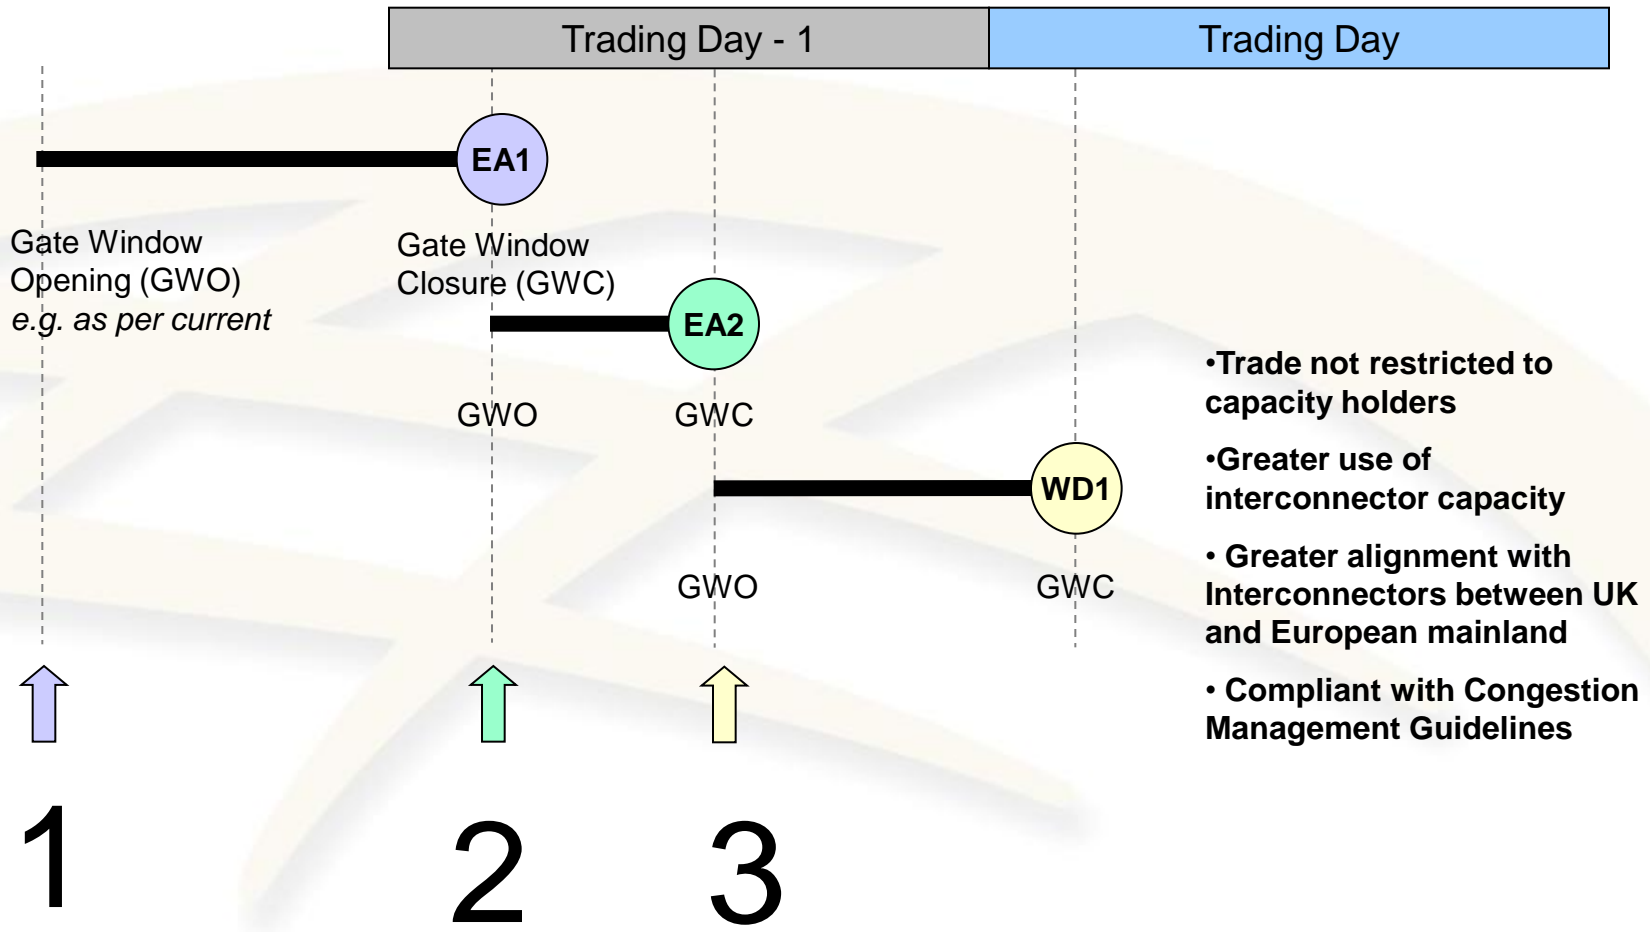 Trading Day - 1
Trading Day
EA1
Gate Window
Opening (GWO)
e.g. as per current
Gate Window
Closure (GWC)
EA2
GWO
GWC
WD1
GWO
GWC
•Trade not restricted to
capacity holders
•Greater use of
interconnector capacity
• Greater alignment with
Interconnectors between UK
and European mainland
• Compliant with Congestion
Management Guidelines
1
2
3